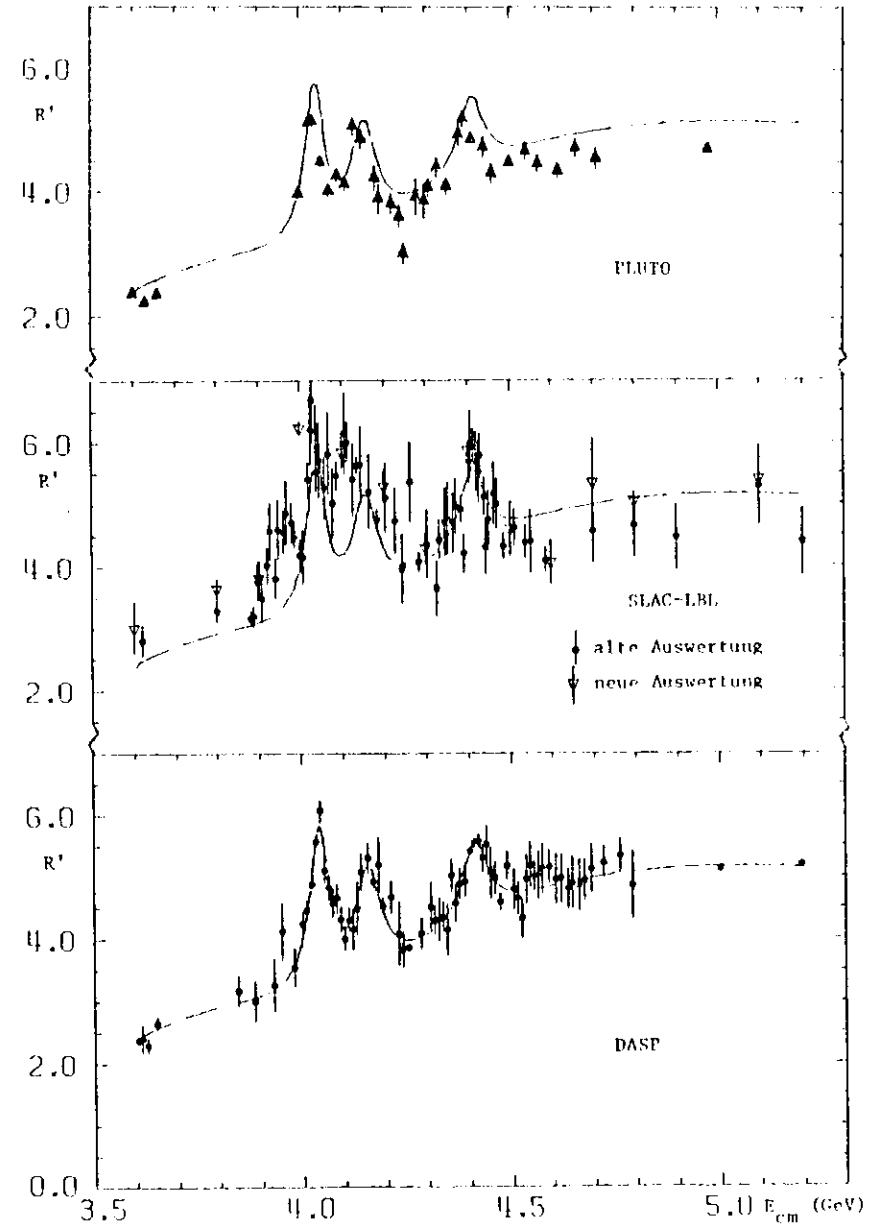 6.0
R'
4.0
PLUTO
2.0
6.0
R'
4.0
SLAC-LBL
alte Auswertung
neue Auswertung
2.0
6.0
R'
4.0
DASP
2.0
0.0
3.5 4.0 4.5 5.0 E_cm (GeV)